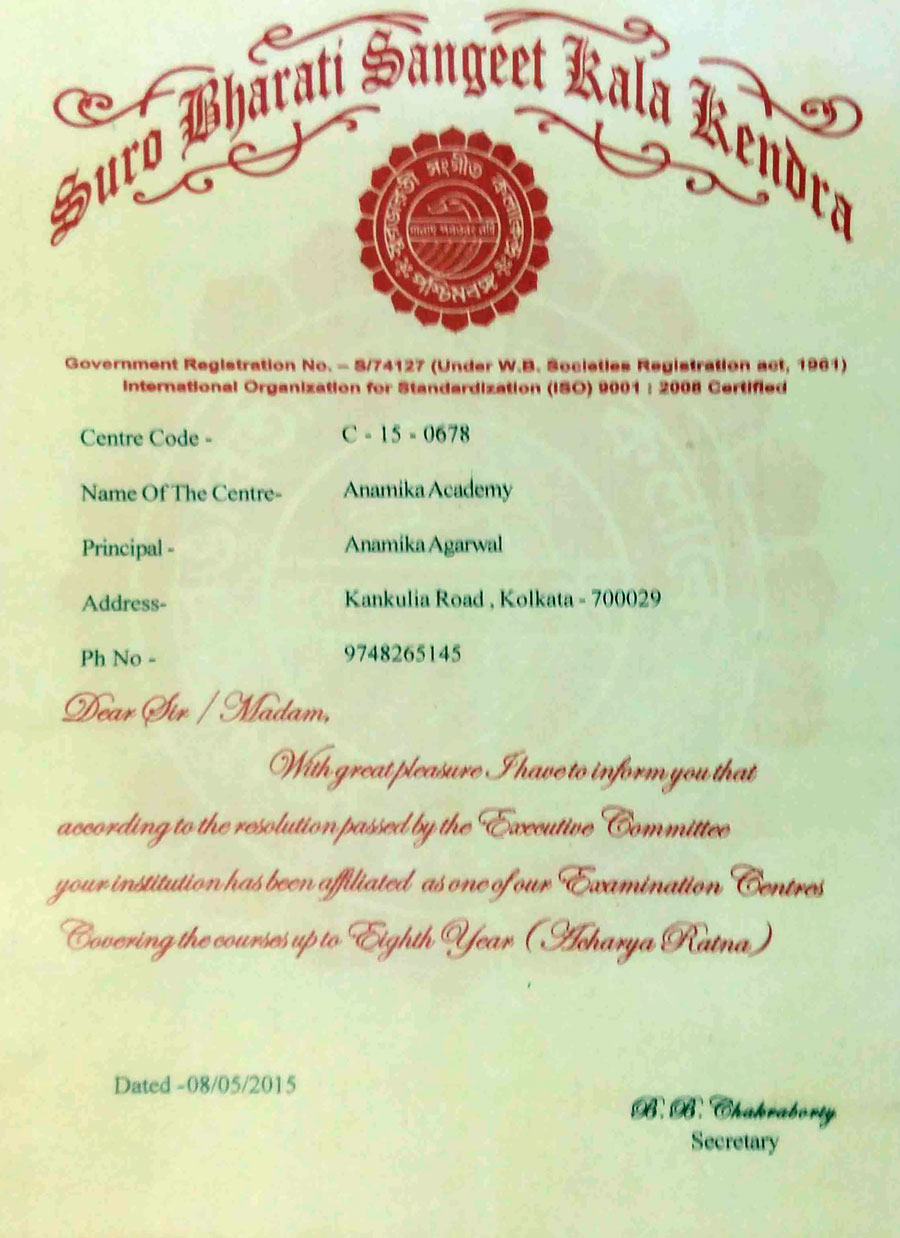 Suro Bharati Sangeet Kala Kendra
সংগীত
পশ্চিমবঙ্গ
Government Registration No. – S/74127 (Under W.B. Societies Registration act, 1961)
International Organization for Standardization (ISO) 9001 : 2008 Certified
Centre Code - C - 15 - 0678
Name Of The Centre- Anamika Academy
Principal - Anamika Agarwal
Address- Kankulia Road , Kolkata - 700029
Ph No - 9748265145
Dear Sir / Madam,
With great pleasure I have to inform you that
according to the resolution passed by the Executive Committee
your institution has been affiliated as one of our Examination Centres
Covering the courses up to Eighth Year (Acharya Ratna)
Dated -08/05/2015
B. B. Chakraborty
Secretary